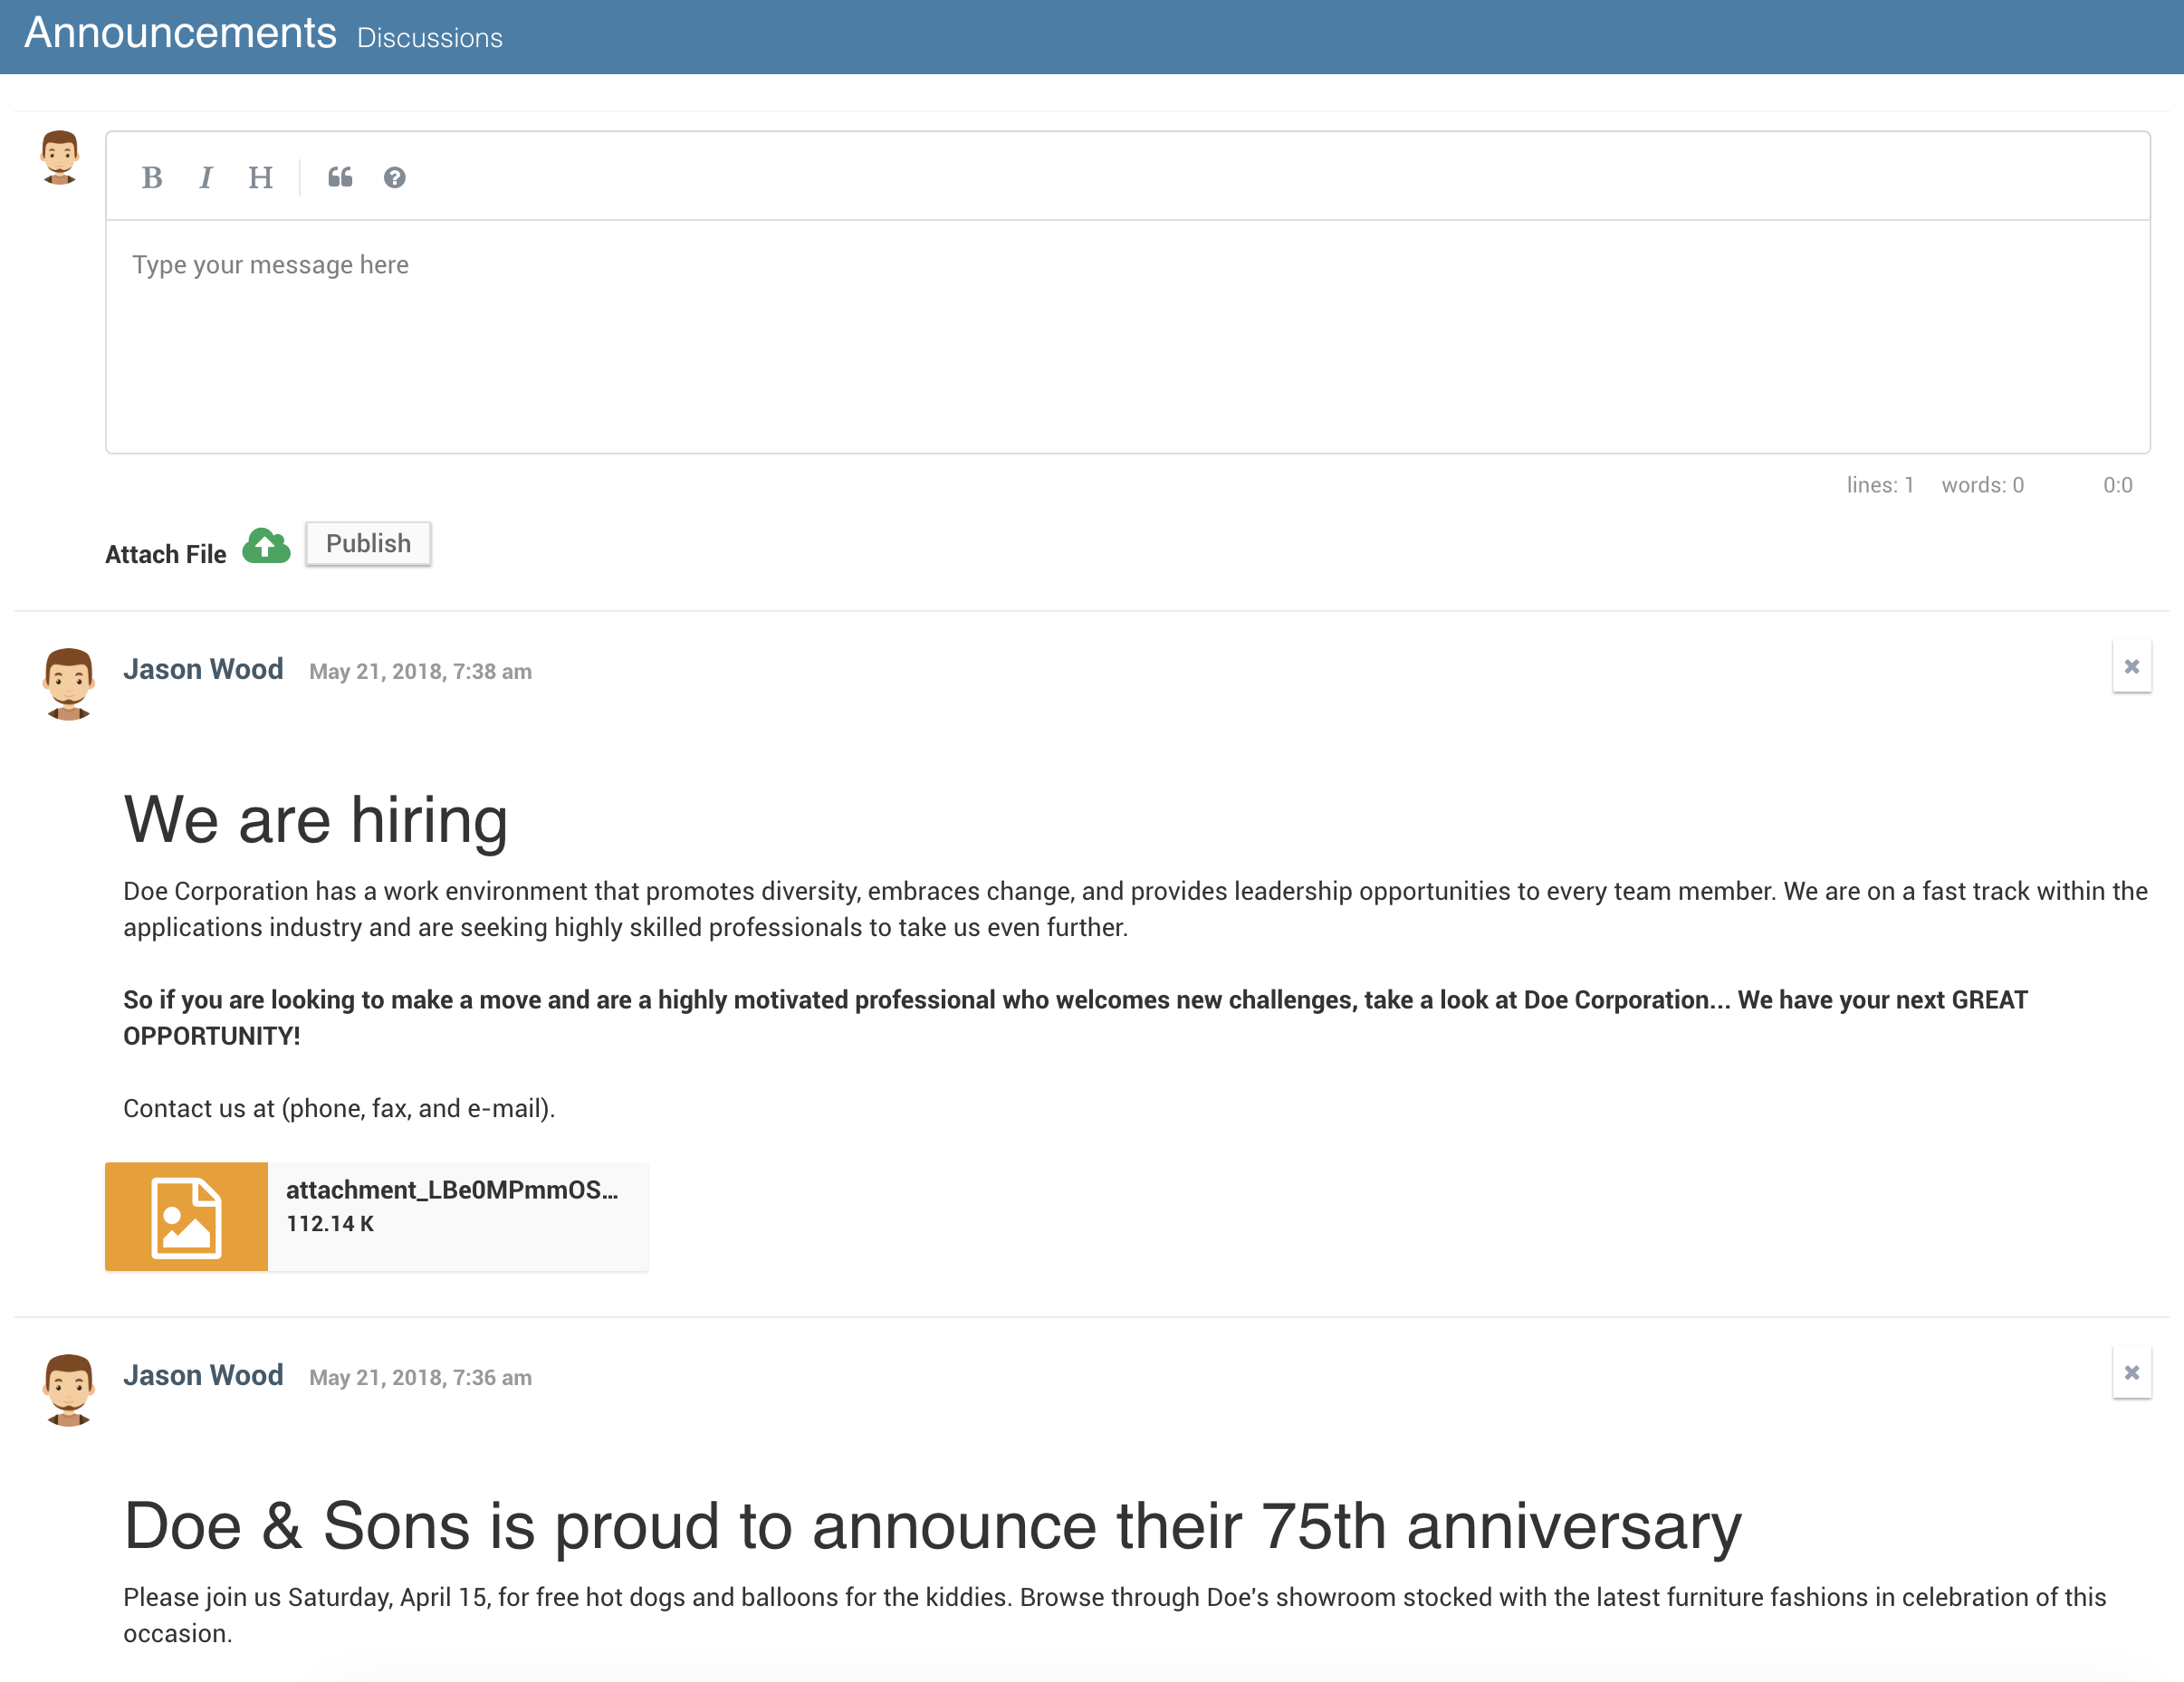 Announcements Discussions
B I H
Type your message here
lines: 1 words: 0 0:0
Attach File Publish
Jason Wood May 21, 2018, 7:38 am
We are hiring
Doe Corporation has a work environment that promotes diversity, embraces change, and provides leadership opportunities to every team member. We are on a fast track within the
applications industry and are seeking highly skilled professionals to take us even further.
So if you are looking to make a move and are a highly motivated professional who welcomes new challenges, take a look at Doe Corporation... We have your next GREAT
OPPORTUNITY!
Contact us at (phone, fax, and e-mail).
attachment_LBe0MPmmOS...
112.14 K
Jason Wood May 21, 2018, 7:36 am
Doe & Sons is proud to announce their 75th anniversary
Please join us Saturday, April 15, for free hot dogs and balloons for the kiddies. Browse through Doe's showroom stocked with the latest furniture fashions in celebration of this
occasion.